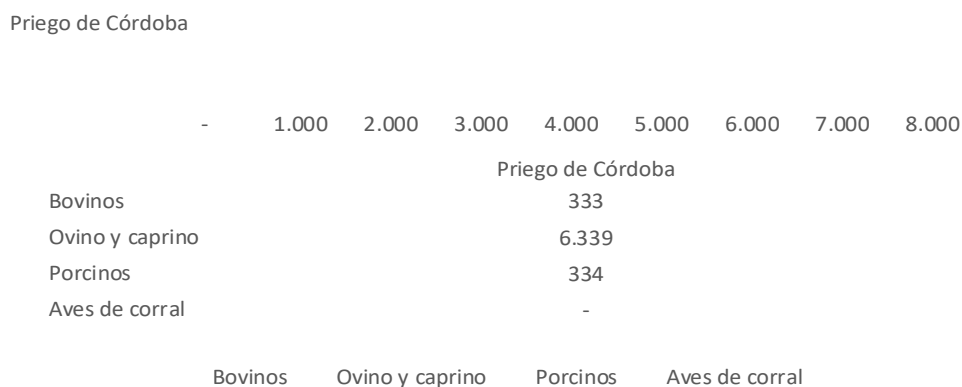 Priego de Córdoba
- 1.000 2.000 3.000 4.000 5.000 6.000 7.000 8.000
Priego de Córdoba
Bovinos 333
Ovino y caprino 6.339
Porcinos 334
Aves de corral -
Bovinos Ovino y caprino Porcinos Aves de corral